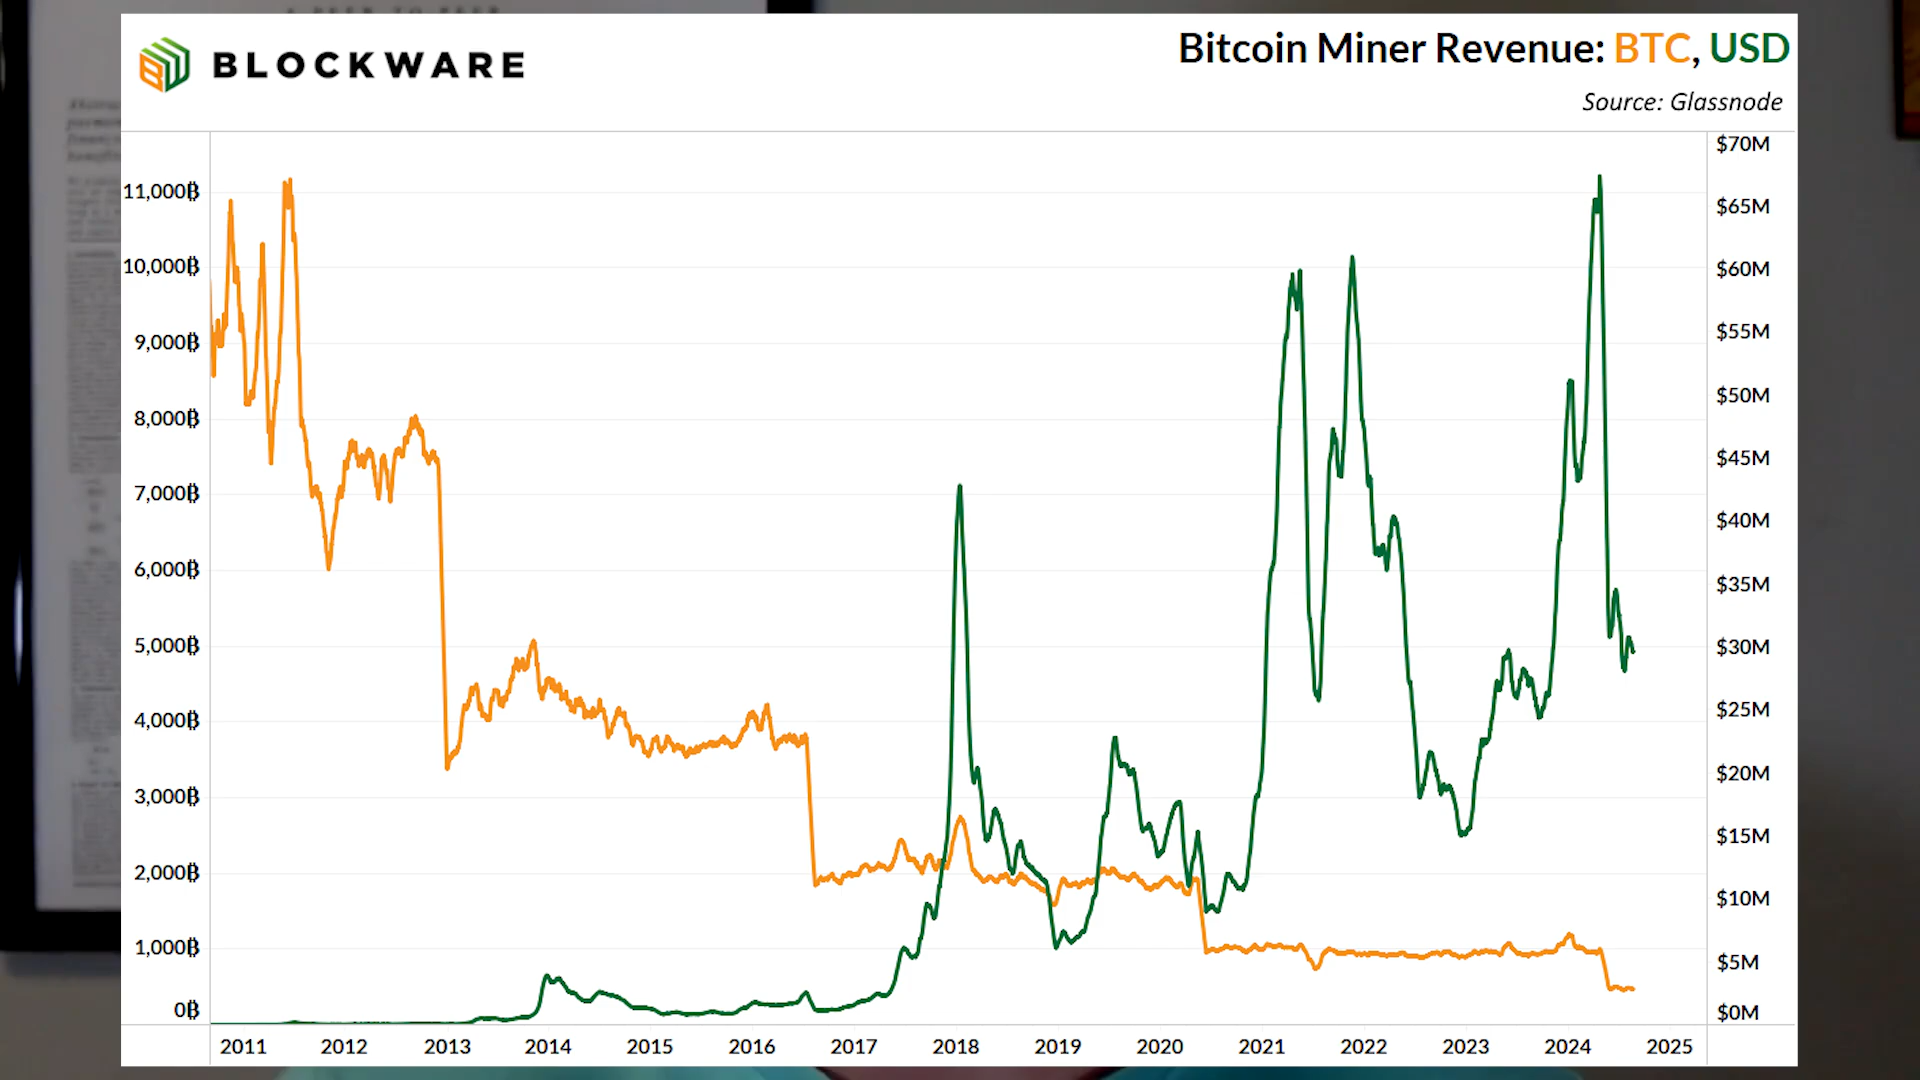 BLOCKWARE
Bitcoin Miner Revenue: BTC, USD
Source: Glassnode
11,000₿
10,000₿
9,000₿
8,000₿
7,000₿
6,000₿
5,000₿
4,000₿
3,000₿
2,000₿
1,000₿
0₿
$70M
$65M
$60M
$55M
$50M
$45M
$40M
$35M
$30M
$25M
$20M
$15M
$10M
$5M
$0M
2011 2012 2013 2014 2015 2016 2017 2018 2019 2020 2021 2022 2023 2024 2025